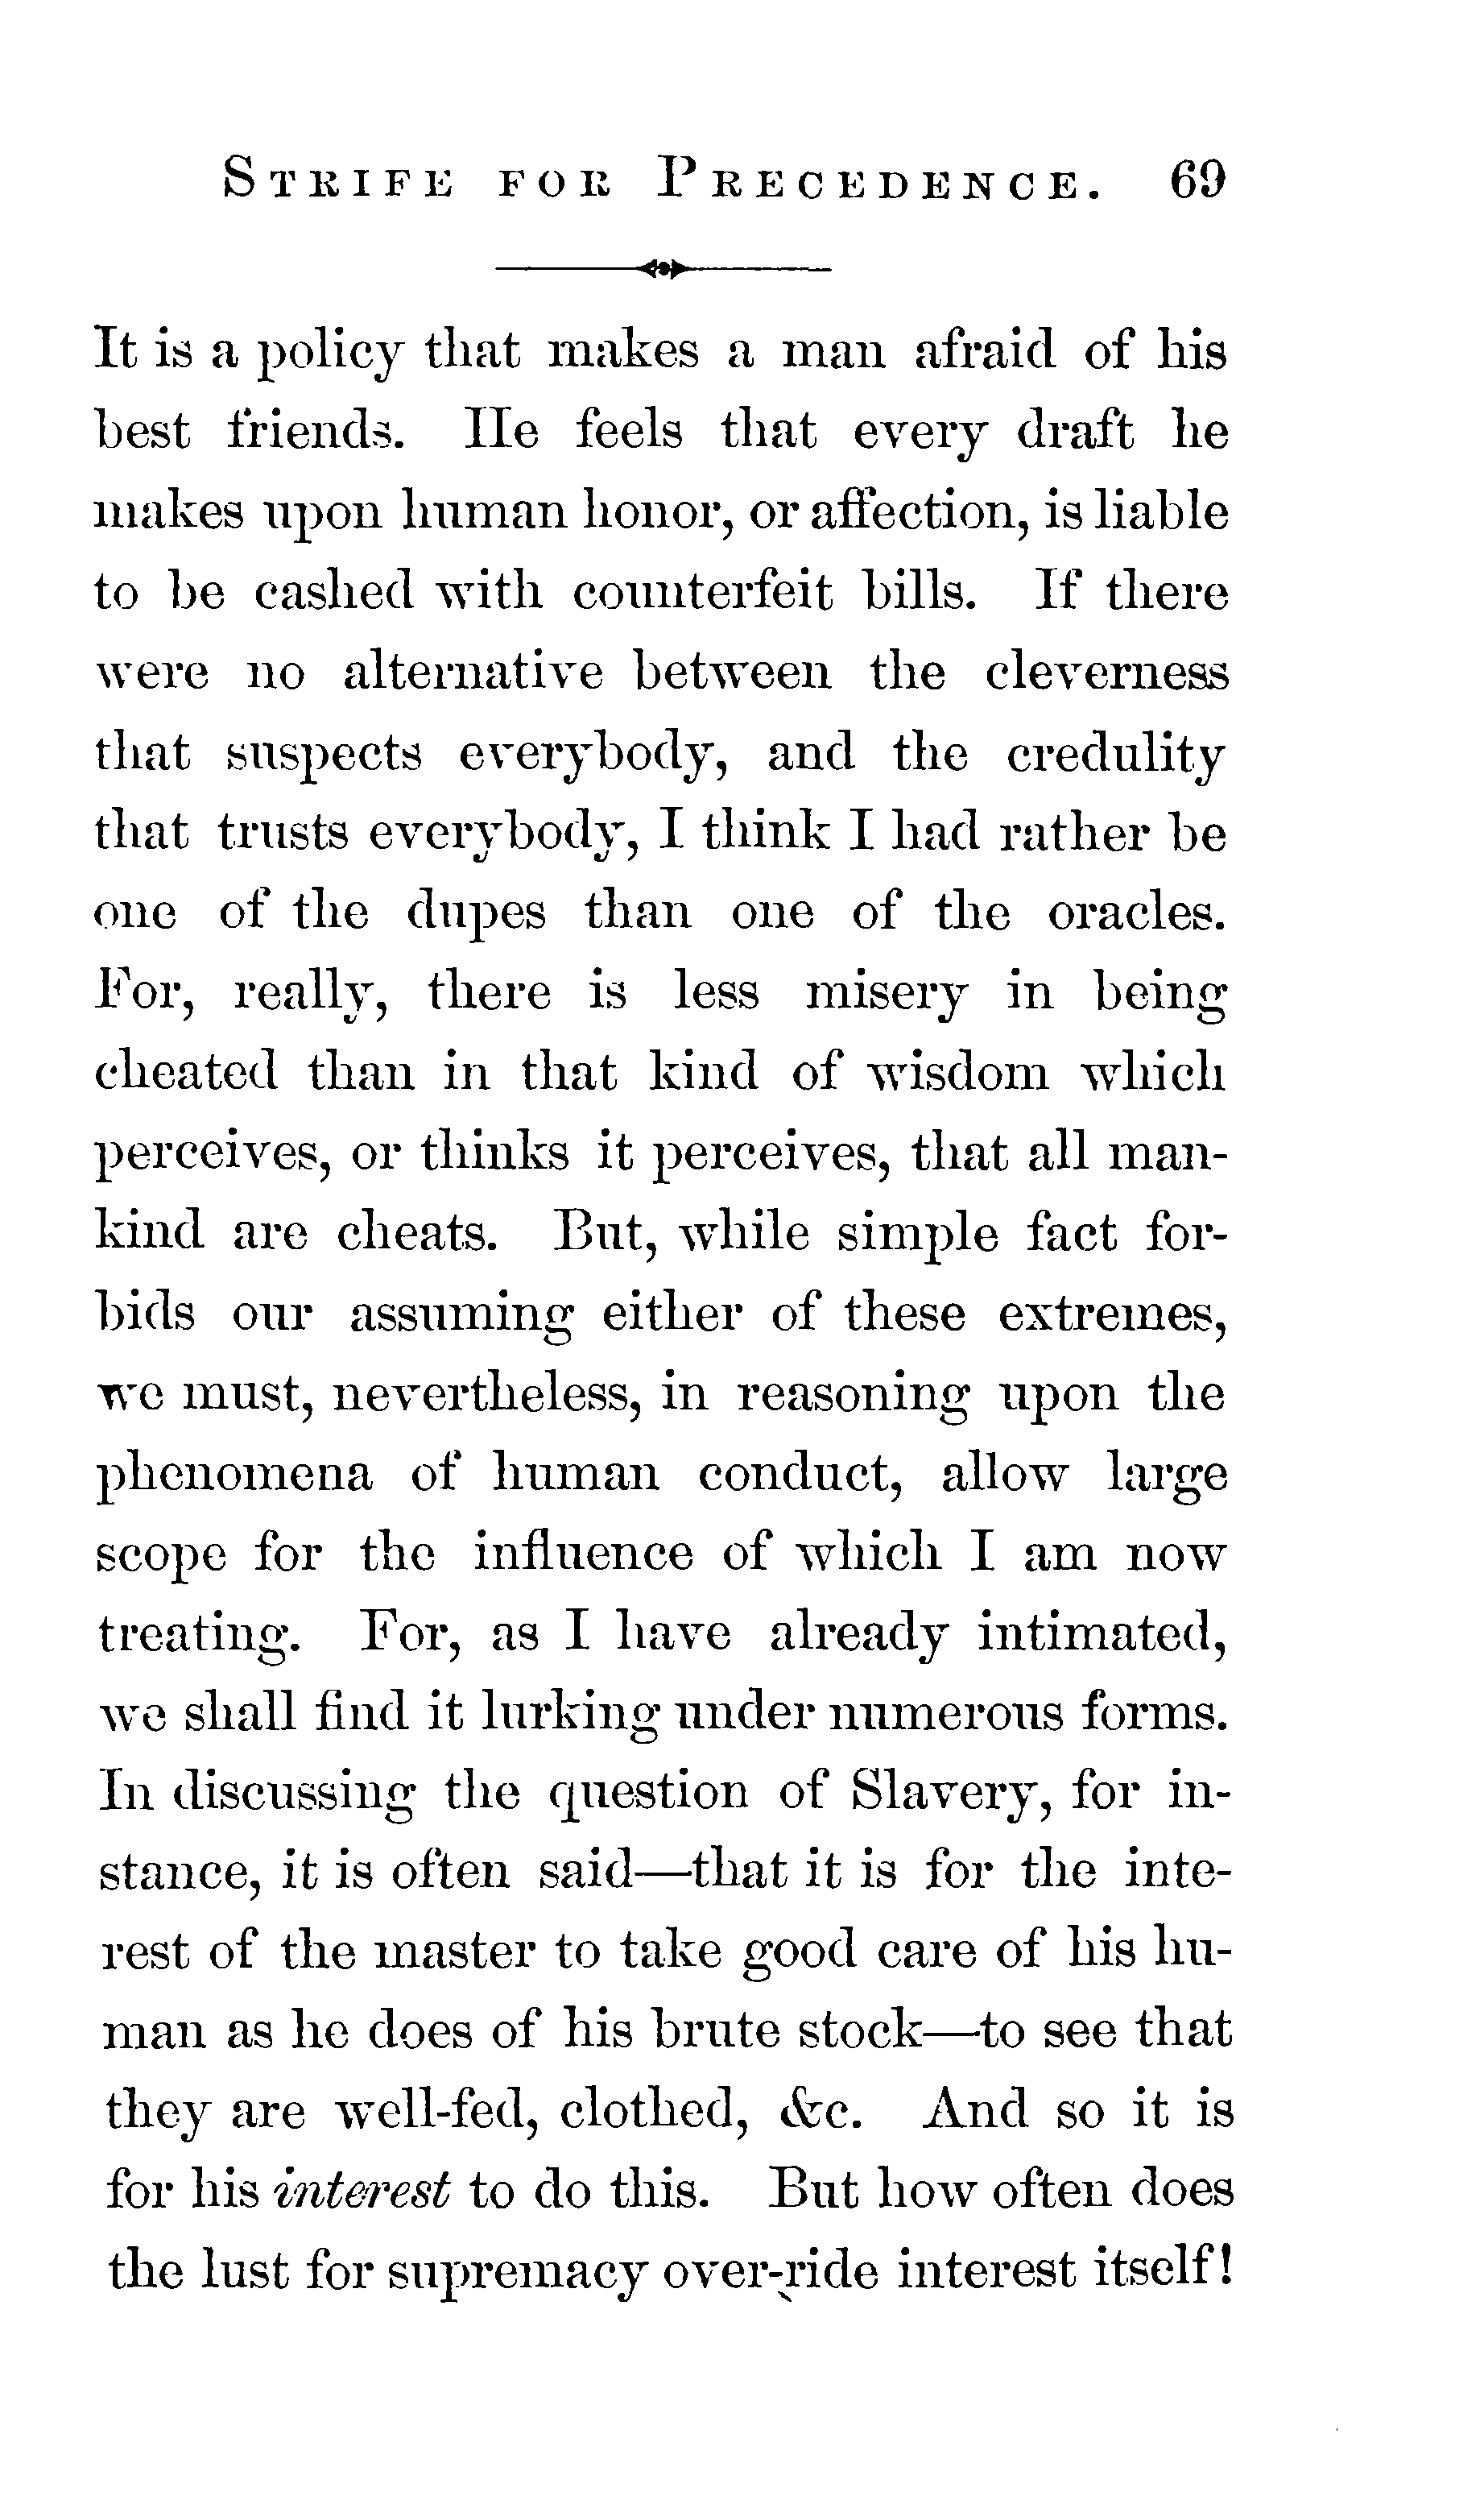 STRIFE FOR PRECEDENCE. 69
It is a policy that makes a man afraid of his
best friends. He feels that every draft he
makes upon human honor, or affection, is liable
to be cashed with counterfeit bills. If there
were no alternative between the cleverness
that suspects everybody, and the credulity
that trusts everybody, I think I had rather be
one of the dupes than one of the oracles.
For, really, there is less misery in being
cheated than in that kind of wisdom which
perceives, or thinks it perceives, that all man-
kind are cheats. But, while simple fact for-
bids our assuming either of these extremes,
we must, nevertheless, in reasoning upon the
phenomena of human conduct, allow large
scope for the influence of which I am now
treating. For, as I have already intimated,
we shall find it lurking under numerous forms.
In discussing the question of Slavery, for in-
stance, it is often said—that it is for the inte-
rest of the master to take good care of his hu-
man as he does of his brute stock—to see that
they are well-fed, clothed, &c. And so it is
for his interest to do this. But how often does
the lust for supremacy over-ride interest itself!